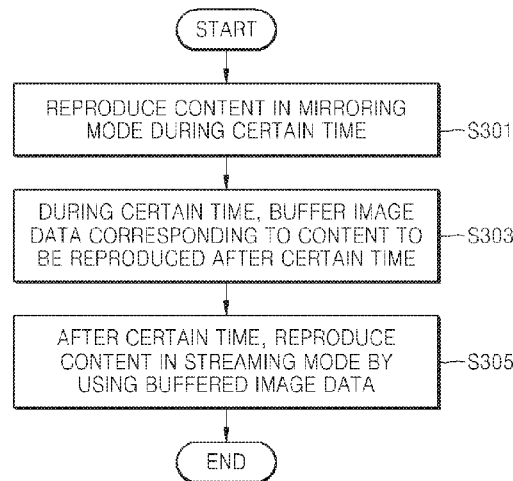 START
REPRODUCE CONTENT IN MIRRORING
MODE DURING CERTAIN TIME
S301
DURING CERTAIN TIME, BUFFER IMAGE
DATA CORRESPONDING TO CONTENT TO
BE REPRODUCED AFTER CERTAIN TIME
S303
AFTER CERTAIN TIME, REPRODUCE
CONTENT IN STREAMING MODE BY
USING BUFFERED IMAGE DATA
S305
END